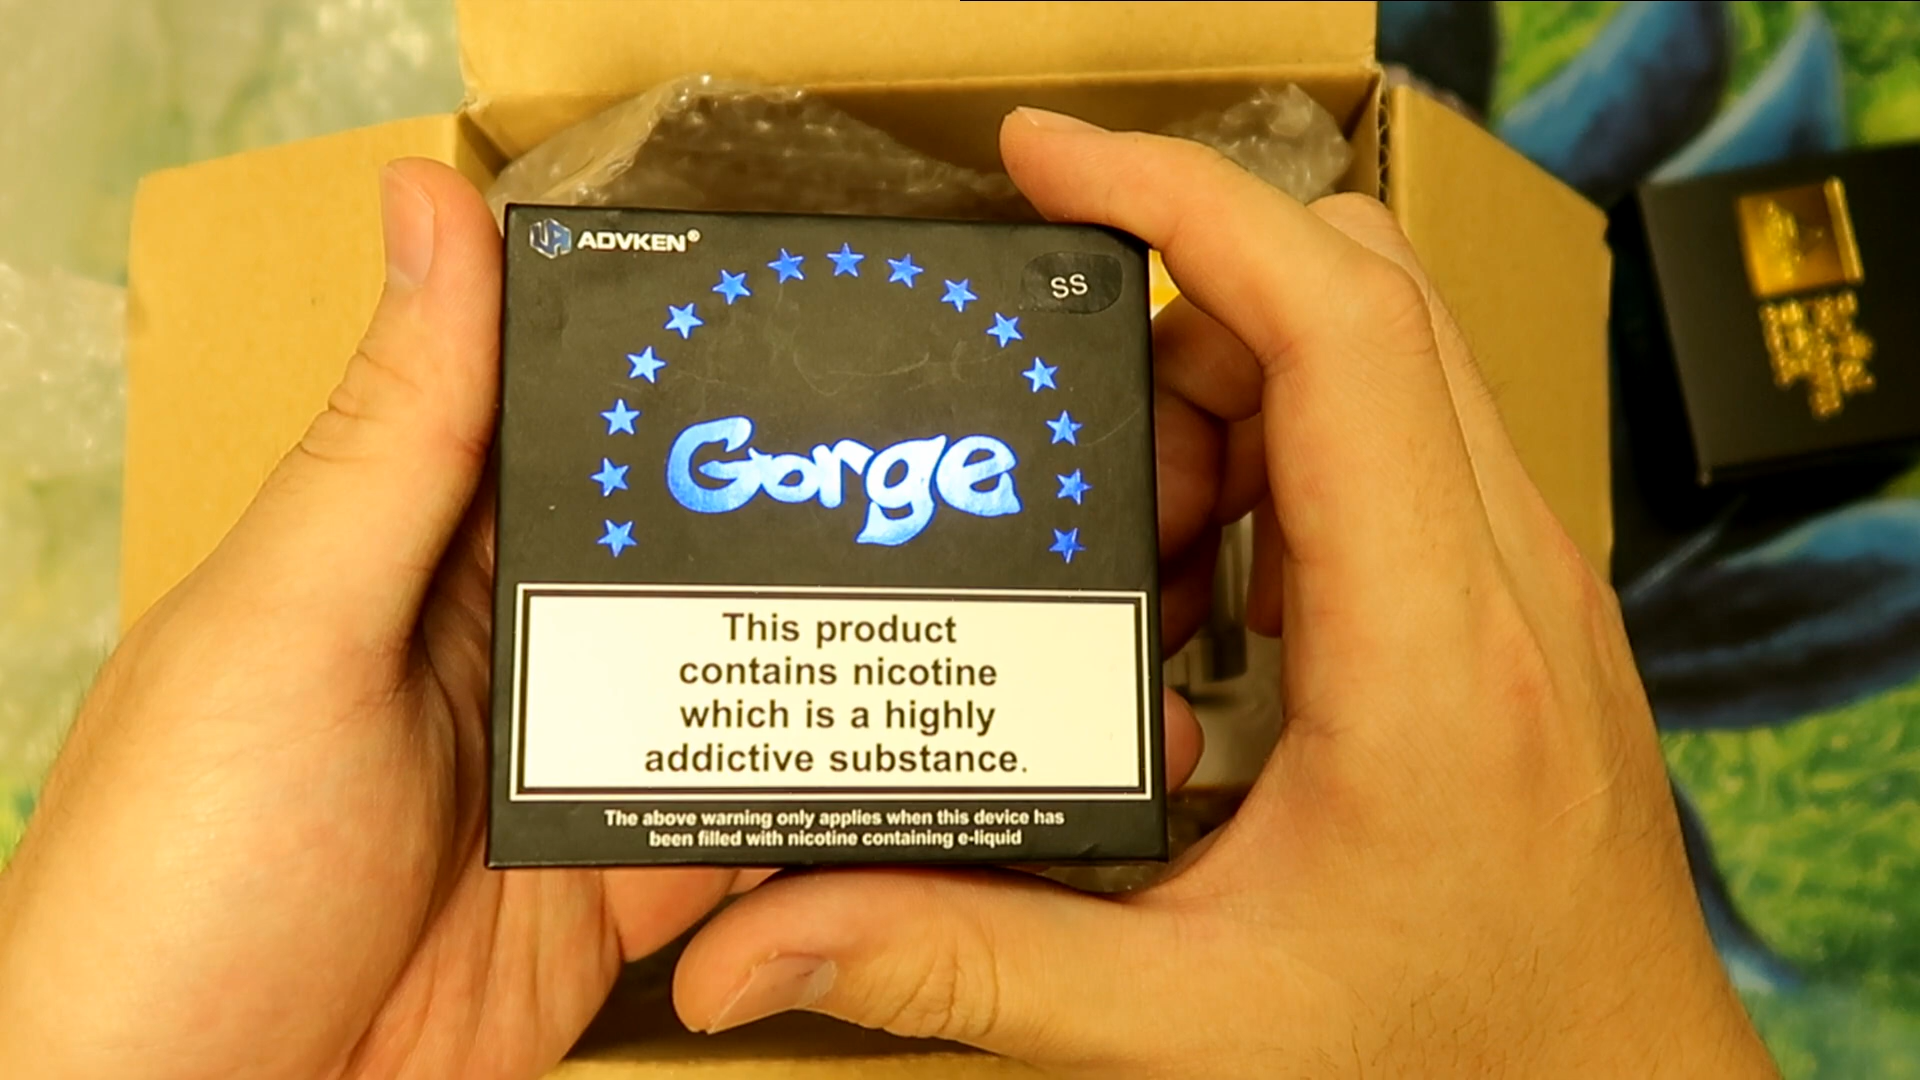 ADVKEN®
SS
Gorge
This product
contains nicotine
which is a highly
addictive substance.
The above warning only applies when this device has
been filled with nicotine containing e-liquid